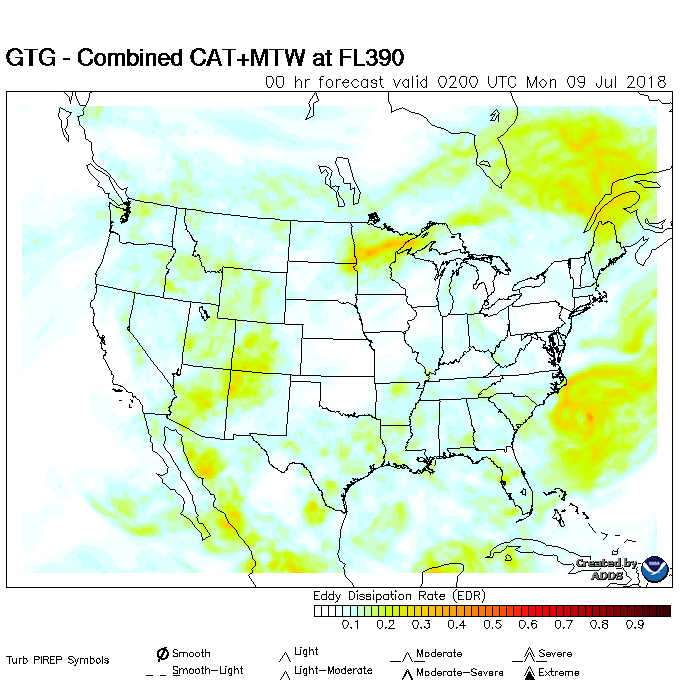 GTG - Combined CAT+MTW at FL390
00 hr forecast valid 0200 UTC Mon 09 Jul 2018
Created by
ADDS
Eddy Dissipation Rate (EDR)
0.1 0.2 0.3 0.4 0.5 0.6 0.7 0.8 0.9
Turb PIREP Symbols
Smooth
Light
Moderate
Severe
Smooth-Light
Light-Moderate
Moderate-Severe
Extreme